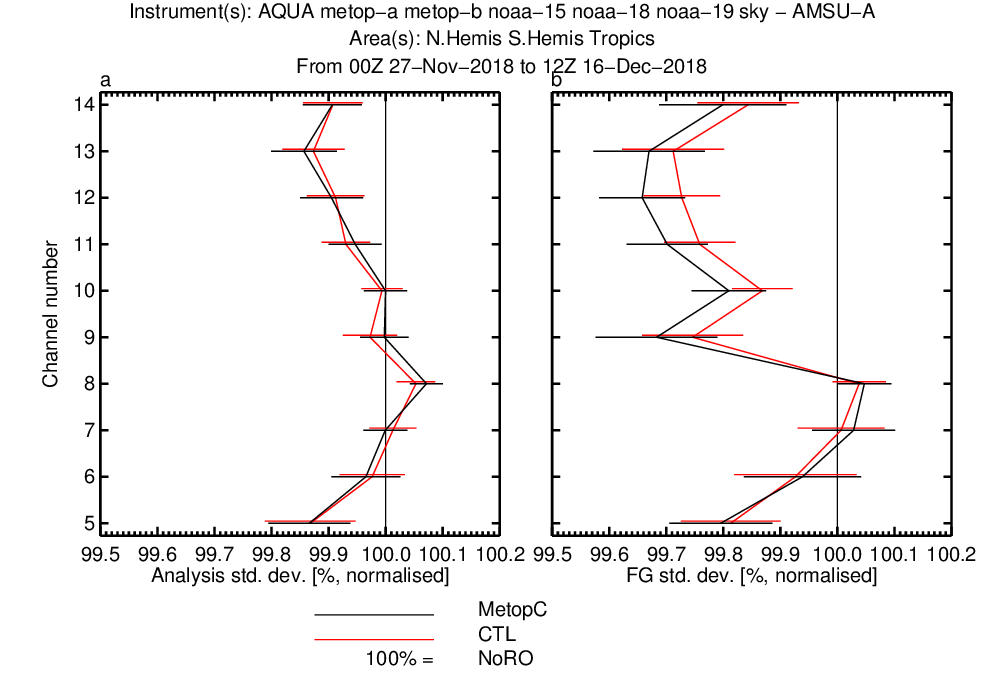 Instrument(s): AQUA metop−a metop−b noaa−15 noaa−18 noaa−19 sky − AMSU−A
Area(s): N.Hemis S.Hemis Tropics
From 00Z 27−Nov−2018 to 12Z 16−Dec−2018
a
b
Channel number
14
13
12
11
10
9
8
7
6
5
99.5 99.6 99.7 99.8 99.9 100.0 100.1 100.2
99.5 99.6 99.7 99.8 99.9 100.0 100.1 100.2
Analysis std. dev. [%, normalised]
FG std. dev. [%, normalised]
MetopC
CTL
100% = NoRO